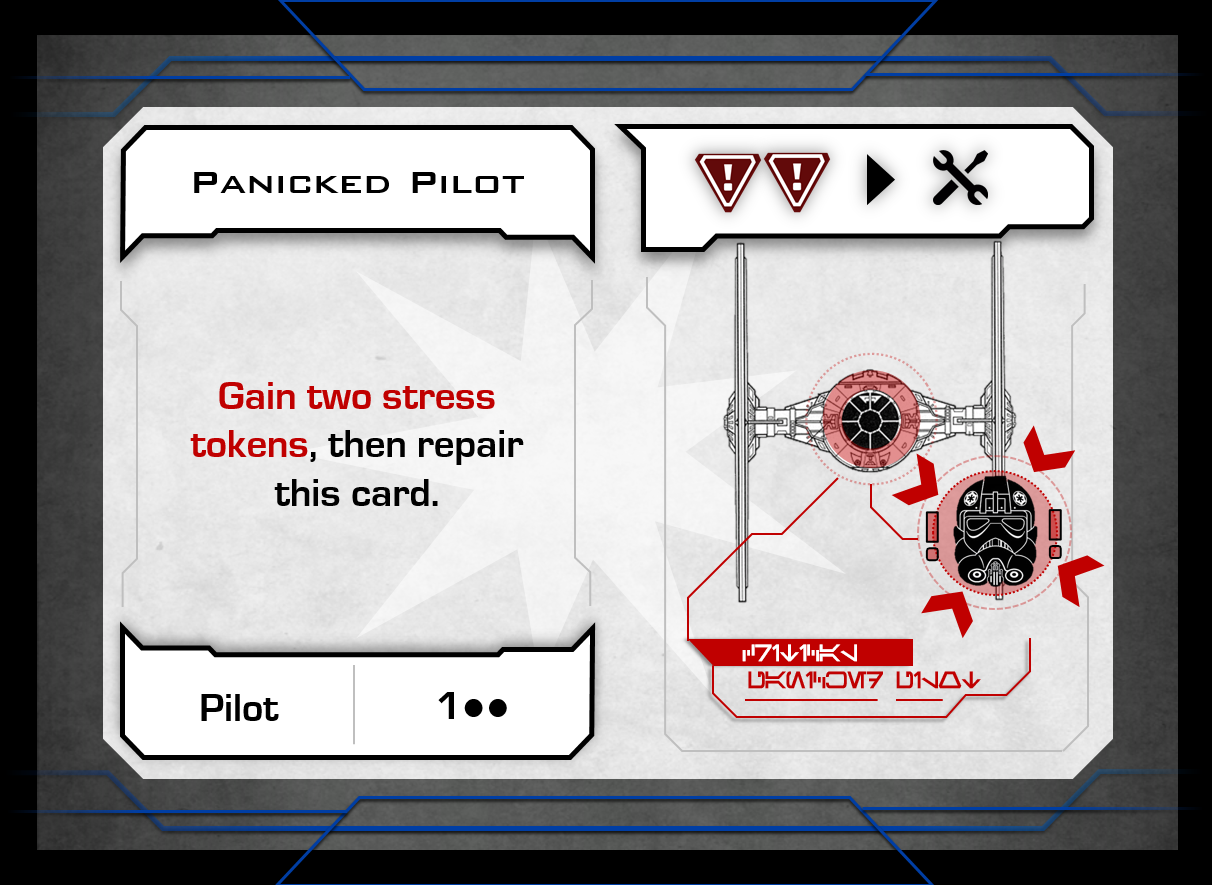 Panicked Pilot
Gain two stress
tokens, then repair
this card.
Pilot
1●●